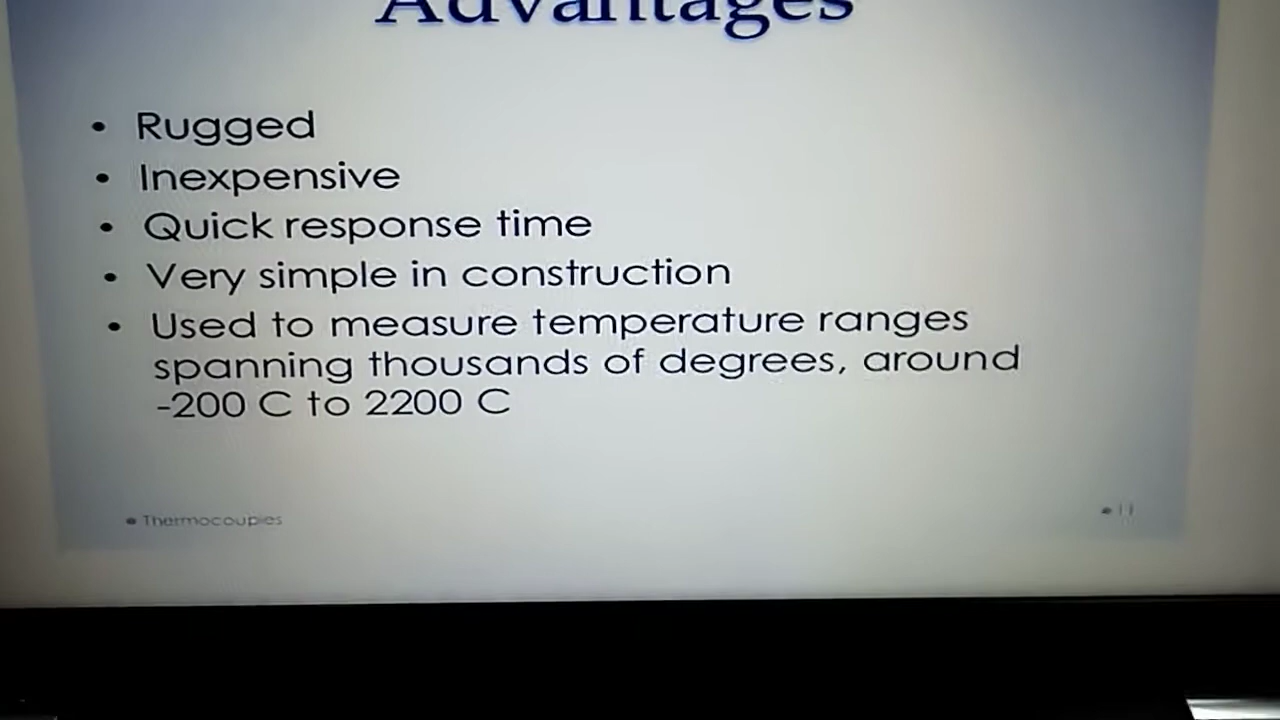 Advantages
• Rugged
• Inexpensive
• Quick response time
• Very simple in construction
• Used to measure temperature ranges
spanning thousands of degrees, around
-200 C to 2200 C
• Thermocouples
• 11